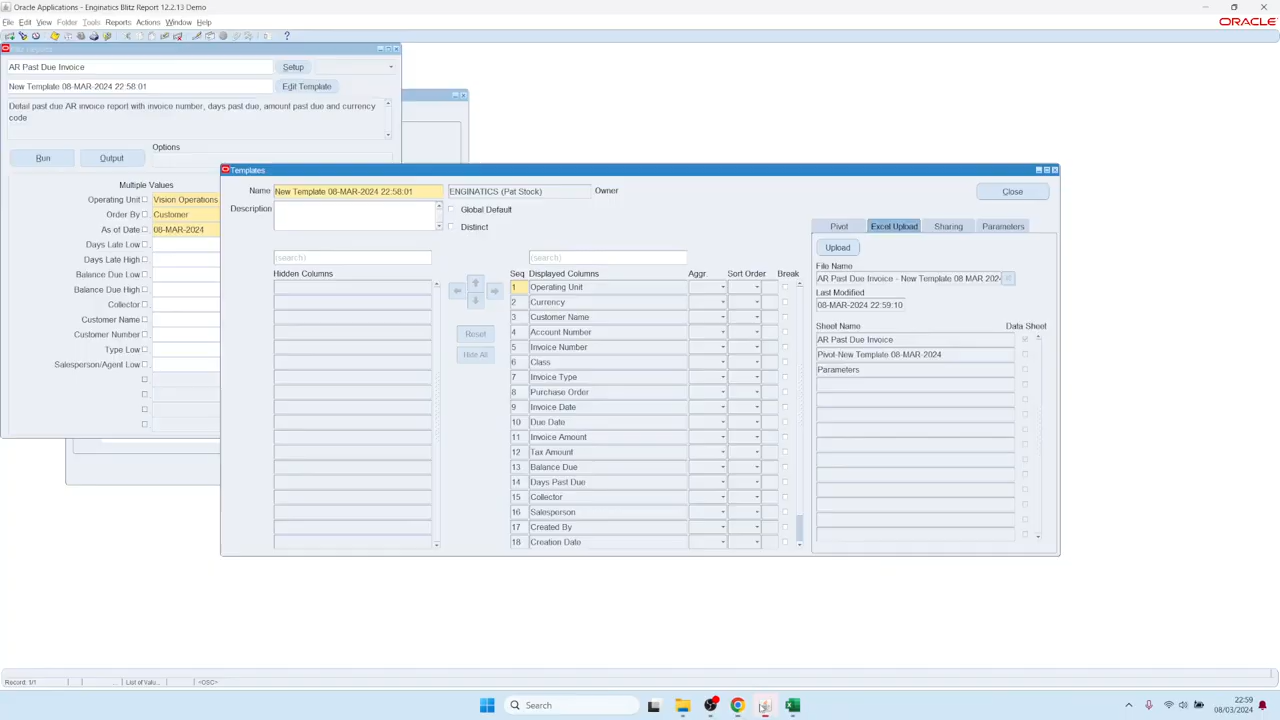 Oracle Applications - Enginatics Blitz Report 12.2.13 Demo
File Edit View Folder Tools Reports Actions Window Help
ORACLE
AR Past Due Invoice
Setup
New Template 08-MAR-2024 22:58:01
Edit Template
Detail past due AR invoice report with invoice number, days past due, amount past due and currency
code
Options
Run
Output
Multiple Values
Operating Unit
Vision Operations
Order By
Customer
As of Date
08-MAR-2024
Days Late Low
Days Late High
Balance Due Low
Balance Due High
Collector
Customer Name
Customer Number
Type Low
Salesperson/Agent Low
Templates
Name
New Template 08-MAR-2024 22:58:01
ENGINATICS (Pat Stock)
Owner
Close
Description
Global Default
Distinct
(search)
(search)
Hidden Columns
Seq Displayed Columns
Aggr.
Sort Order
Break
Reset
Hide All
1 Operating Unit
2 Currency
3 Customer Name
4 Account Number
5 Invoice Number
6 Class
7 Invoice Type
8 Purchase Order
9 Invoice Date
10 Due Date
11 Invoice Amount
12 Tax Amount
13 Balance Due
14 Days Past Due
15 Collector
16 Salesperson
17 Created By
18 Creation Date
Pivot
Excel Upload
Sharing
Parameters
Upload
File Name
AR Past Due Invoice - New Template 08 MAR 202
Last Modified
08-MAR-2024 22:59:10
Sheet Name
Data Sheet
AR Past Due Invoice
Pivot-New Template 08-MAR-2024
Parameters
Record: 1/1
List of Valu...
<OSC>
Search
22:59
08/03/2024